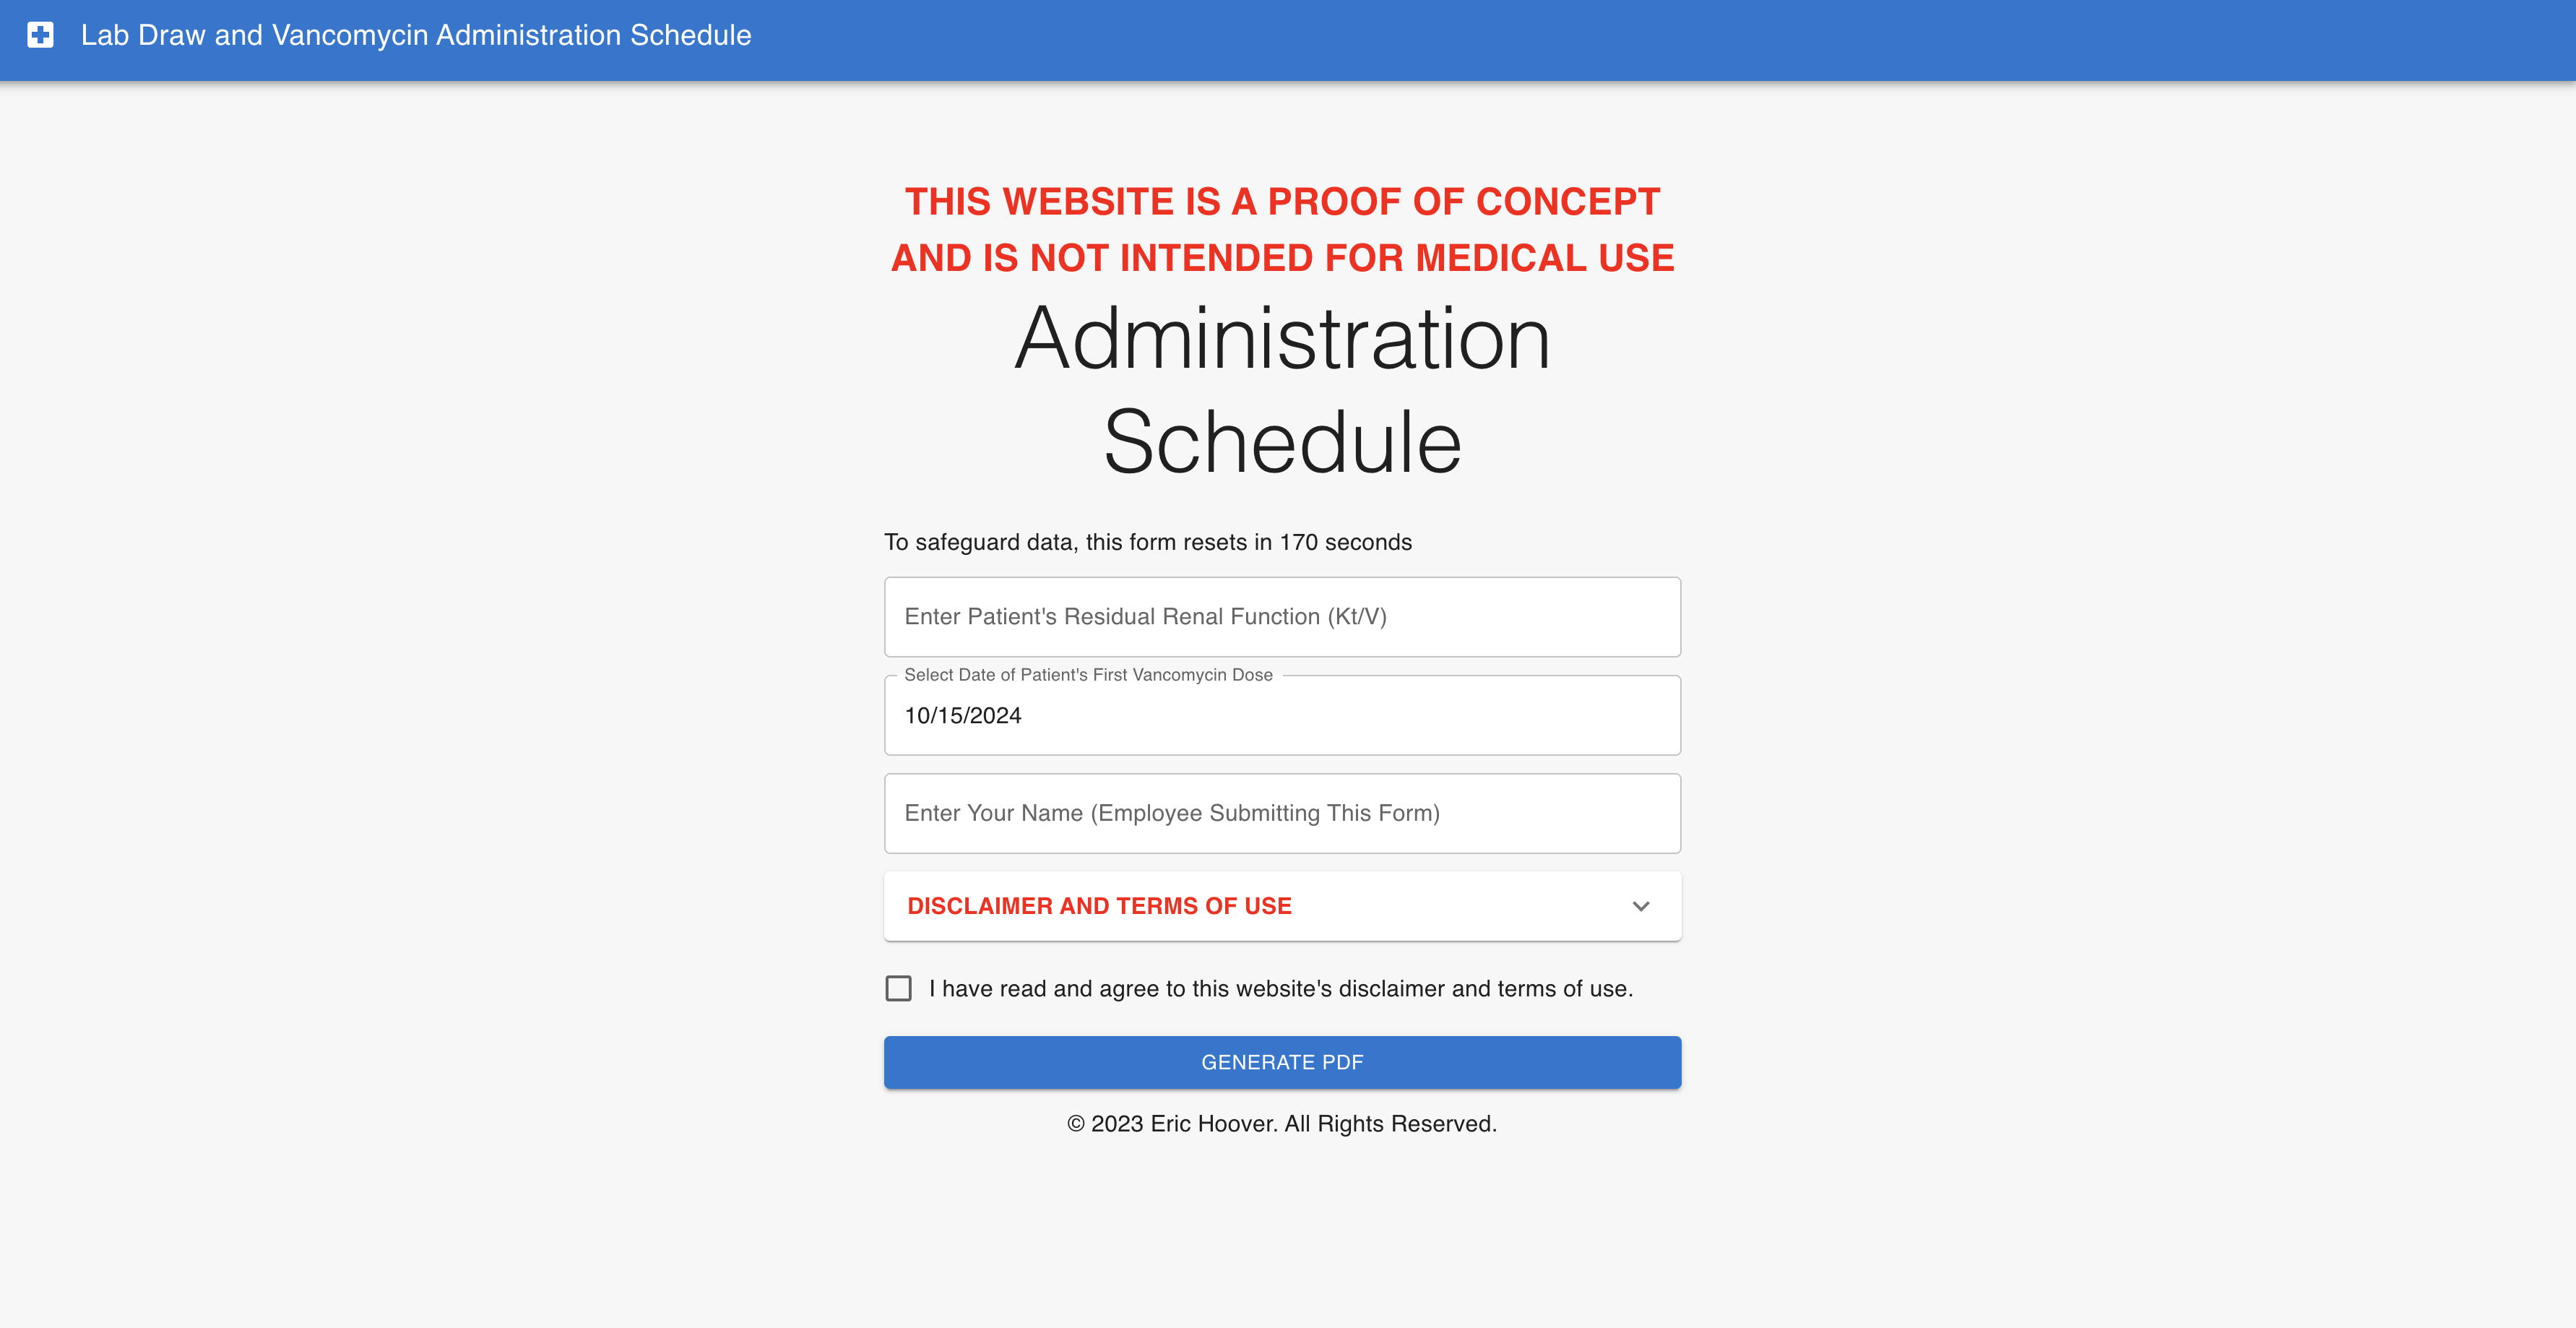 Lab Draw and Vancomycin Administration Schedule
THIS WEBSITE IS A PROOF OF CONCEPT
AND IS NOT INTENDED FOR MEDICAL USE
Administration
Schedule
To safeguard data, this form resets in 170 seconds
Enter Patient's Residual Renal Function (Kt/V)
Select Date of Patient's First Vancomycin Dose
10/15/2024
Enter Your Name (Employee Submitting This Form)
DISCLAIMER AND TERMS OF USE
I have read and agree to this website's disclaimer and terms of use.
GENERATE PDF
© 2023 Eric Hoover. All Rights Reserved.